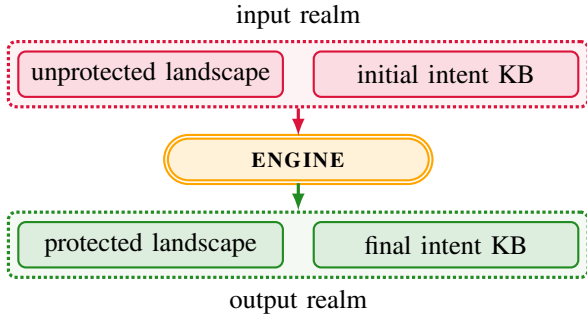 input realm
unprotected landscape initial intent KB
ENGINE
protected landscape final intent KB
output realm